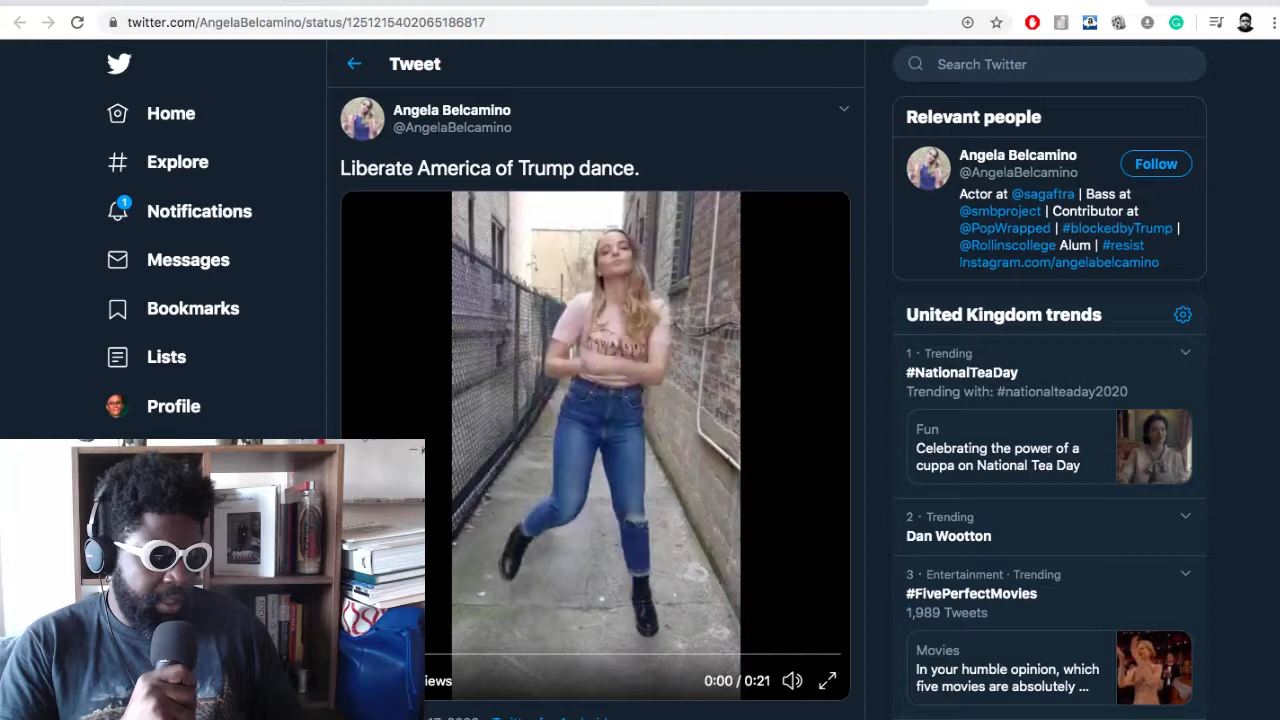 twitter.com/AngelaBelcamino/status/1251215402065186817
Home
Explore
1
Notifications
Messages
Bookmarks
Lists
Profile
Tweet
Angela Belcamino
@AngelaBelcamino
Liberate America of Trump dance.
iews
0:00 / 0:21
Search Twitter
Relevant people
Angela Belcamino
@AngelaBelcamino
Follow
Actor at @sagaftra | Bass at
@smbproject | Contributor at
@PopWrapped | #blockedbyTrump |
@Rollinscollege Alum | #resist
Instagram.com/angelabelcamino
United Kingdom trends
1 · Trending
#NationalTeaDay
Trending with: #nationalteaday2020
Fun
Celebrating the power of a
cuppa on National Tea Day
2 · Trending
Dan Wootton
3 · Entertainment · Trending
#FivePerfectMovies
1,989 Tweets
Movies
In your humble opinion, which
five movies are absolutely ...